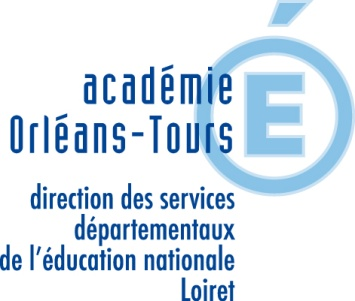 académie
Orléans-Tours
É
direction des services
départementaux
de l'éducation nationale
Loiret